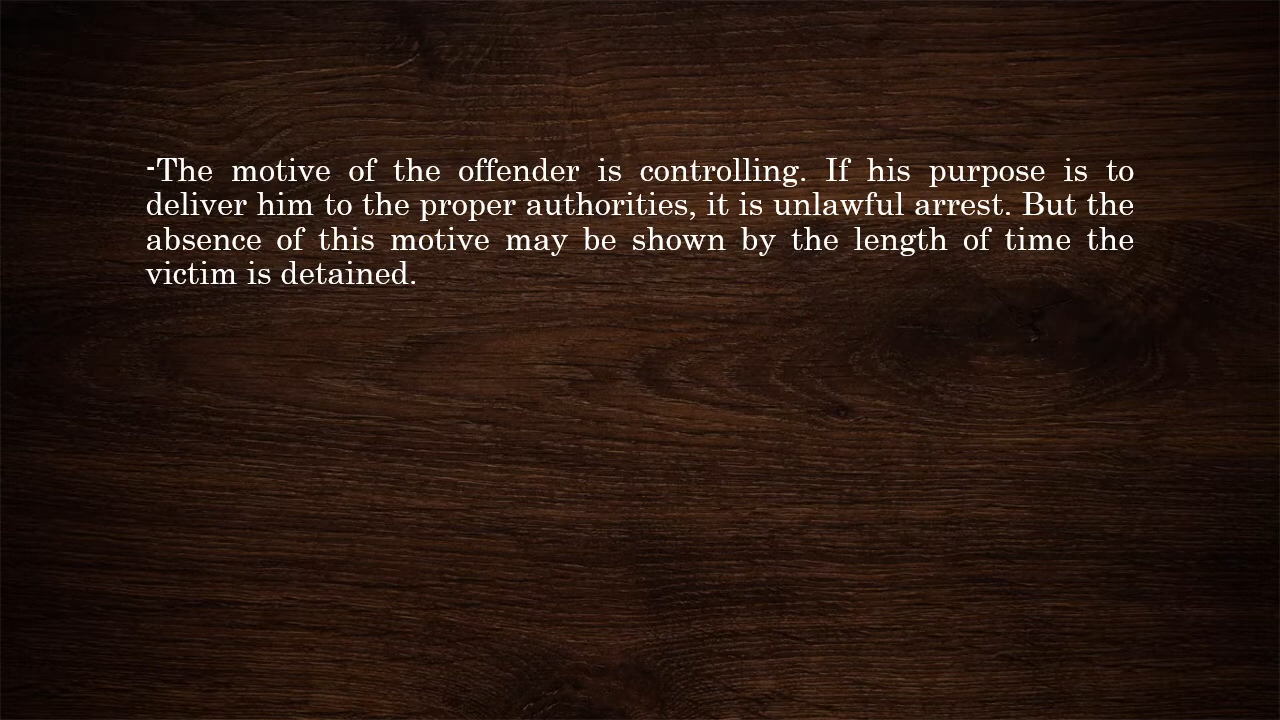 -The motive of the offender is controlling. If his purpose is to
deliver him to the proper authorities, it is unlawful arrest. But the
absence of this motive may be shown by the length of time the
victim is detained.